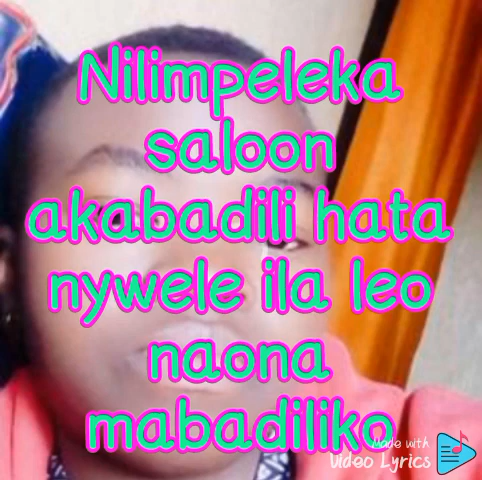 Nilimpeleka
saloon
akabadili hata
nywele ila leo
naona
mabadiliko
Made with
Video Lyrics